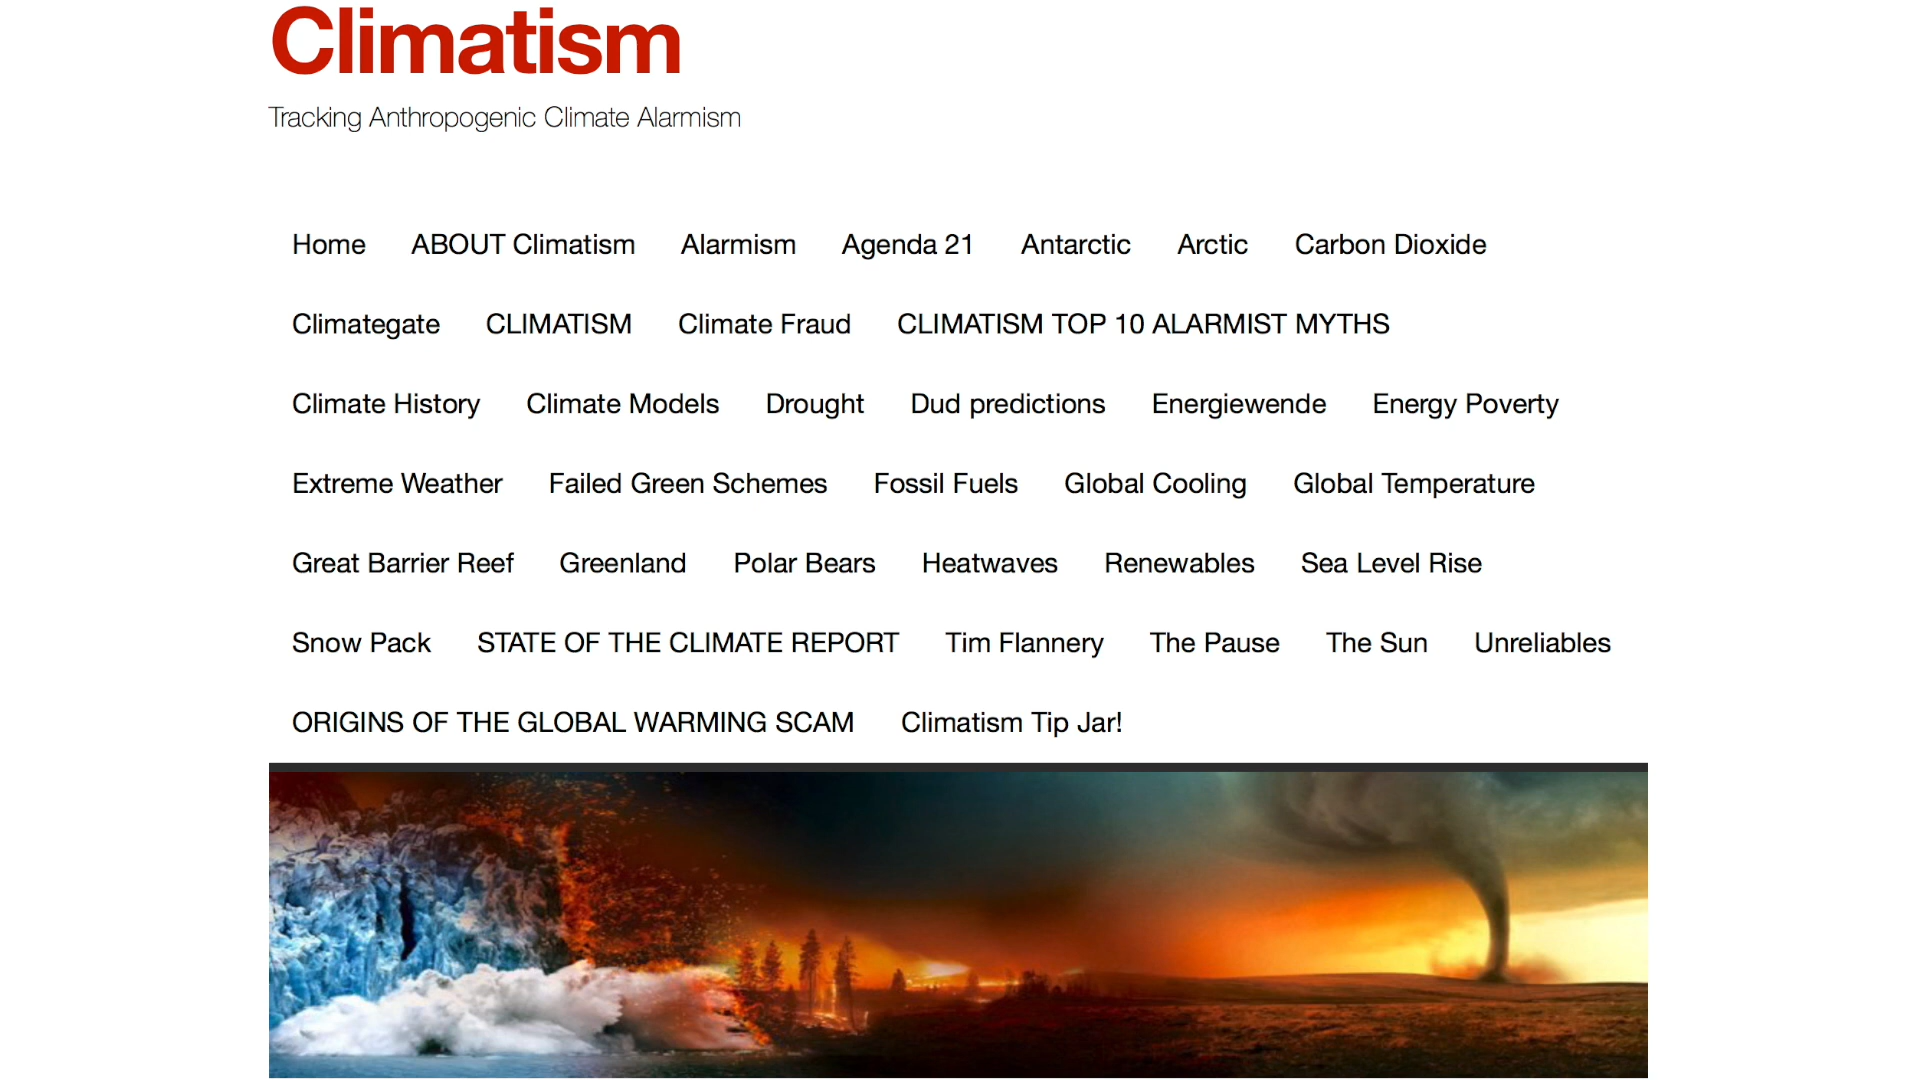 Climatism
Tracking Anthropogenic Climate Alarmism
Home ABOUT Climatism Alarmism Agenda 21 Antarctic Arctic Carbon Dioxide
Climategate CLIMATISM Climate Fraud CLIMATISM TOP 10 ALARMIST MYTHS
Climate History Climate Models Drought Dud predictions Energiewende Energy Poverty
Extreme Weather Failed Green Schemes Fossil Fuels Global Cooling Global Temperature
Great Barrier Reef Greenland Polar Bears Heatwaves Renewables Sea Level Rise
Snow Pack STATE OF THE CLIMATE REPORT Tim Flannery The Pause The Sun Unreliables
ORIGINS OF THE GLOBAL WARMING SCAM Climatism Tip Jar!